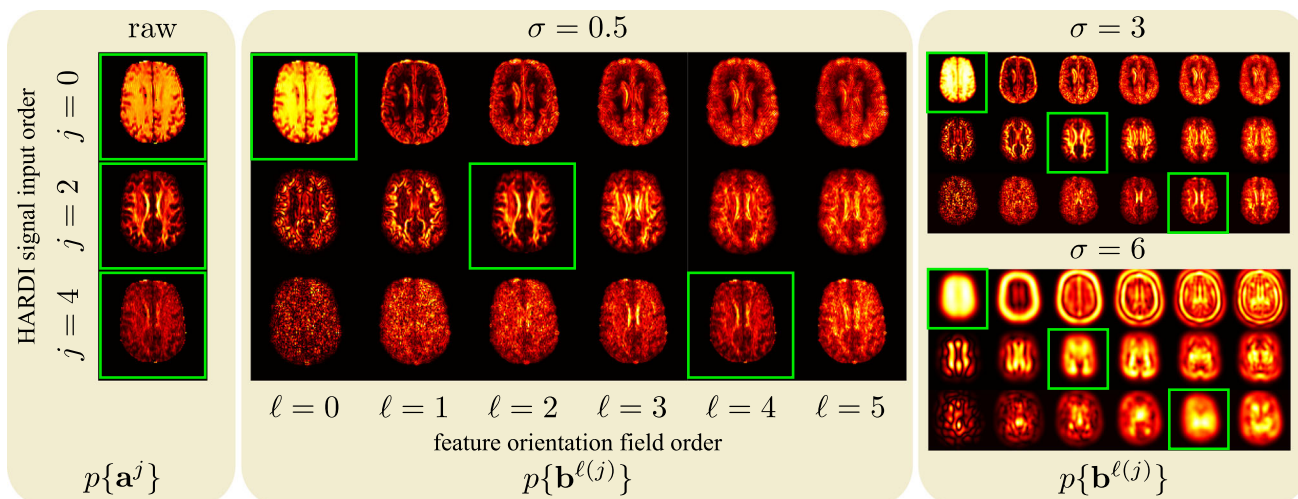 raw
HARDI signal input order
j = 0
j = 2
j = 4
p{a^j}
σ = 0.5
ℓ = 0 ℓ = 1 ℓ = 2 ℓ = 3 ℓ = 4 ℓ = 5
feature orientation field order
p{b^{ℓ(j)}}
σ = 3
σ = 6
p{b^{ℓ(j)}}